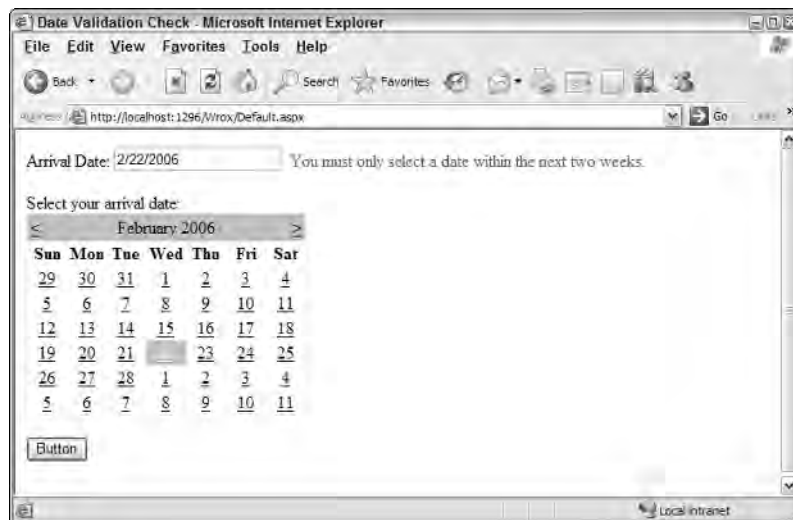 Date Validation Check - Microsoft Internet Explorer
File Edit View Favorites Tools Help
Back Search Favorites
Address http://localhost:1296/Wrox/Default.aspx Go Links »
Arrival Date: 2/22/2006 You must only select a date within the next two weeks.
Select your arrival date:
< February 2006 >
Sun Mon Tue Wed Thu Fri Sat
29 30 31 1 2 3 4
5 6 7 8 9 10 11
12 13 14 15 16 17 18
19 20 21 23 24 25
26 27 28 1 2 3 4
5 6 7 8 9 10 11
Button
Local intranet